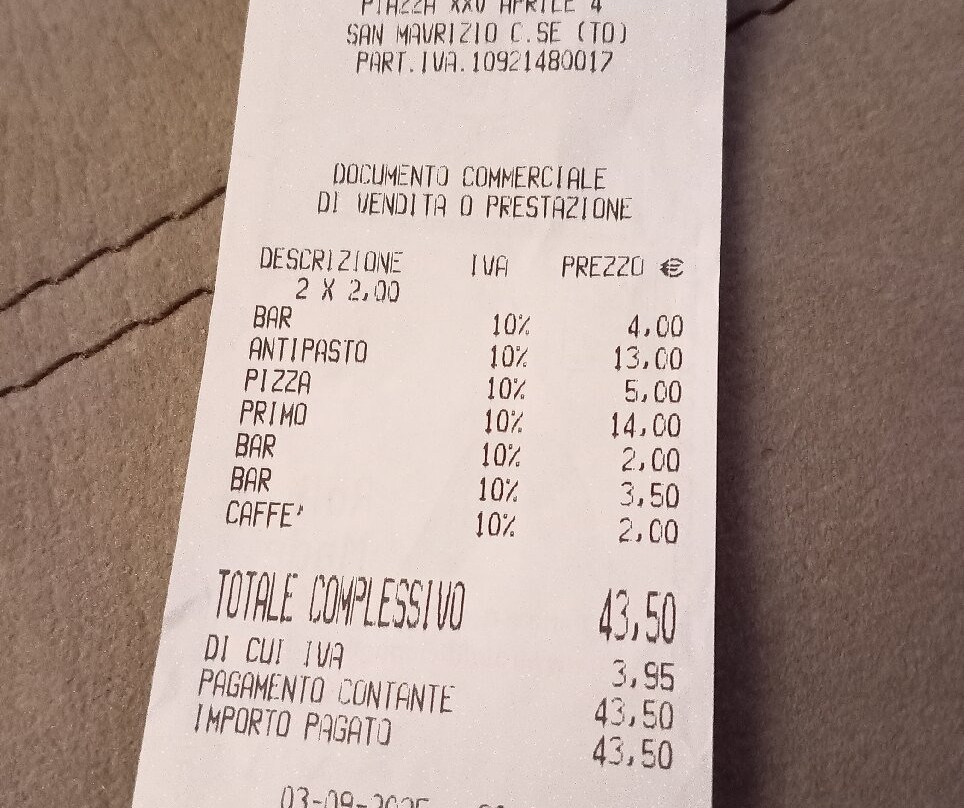 PIAZZA XXV APRILE 4
SAN MAURIZIO C.SE (TO)
PART.IVA.10921480017
DOCUMENTO COMMERCIALE
DI VENDITA O PRESTAZIONE
DESCRIZIONE IVA PREZZO €
2 X 2,00
BAR 10% 4,00
ANTIPASTO 10% 13,00
PIZZA 10% 5,00
PRIMO 10% 14,00
BAR 10% 2,00
BAR 10% 3,50
CAFFE' 10% 2,00
TOTALE COMPLESSIVO 43,50
DI CUI IVA 3,95
PAGAMENTO CONTANTE 43,50
IMPORTO PAGATO 43,50
03-09-2025